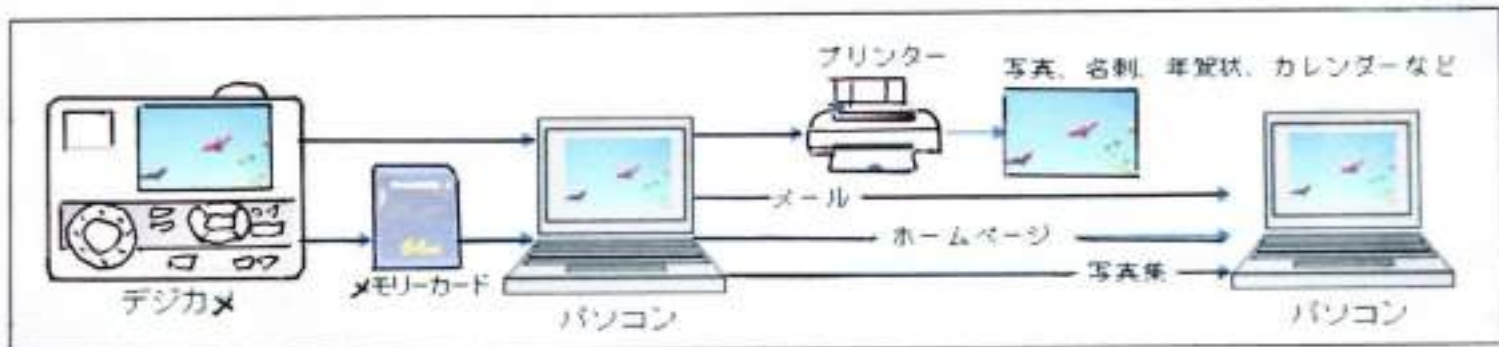 プリンター
写真、名刺、年賀状、カレンダーなど
メール
ホームページ
写真集
デジカメ
メモリーカード
パソコン
パソコン